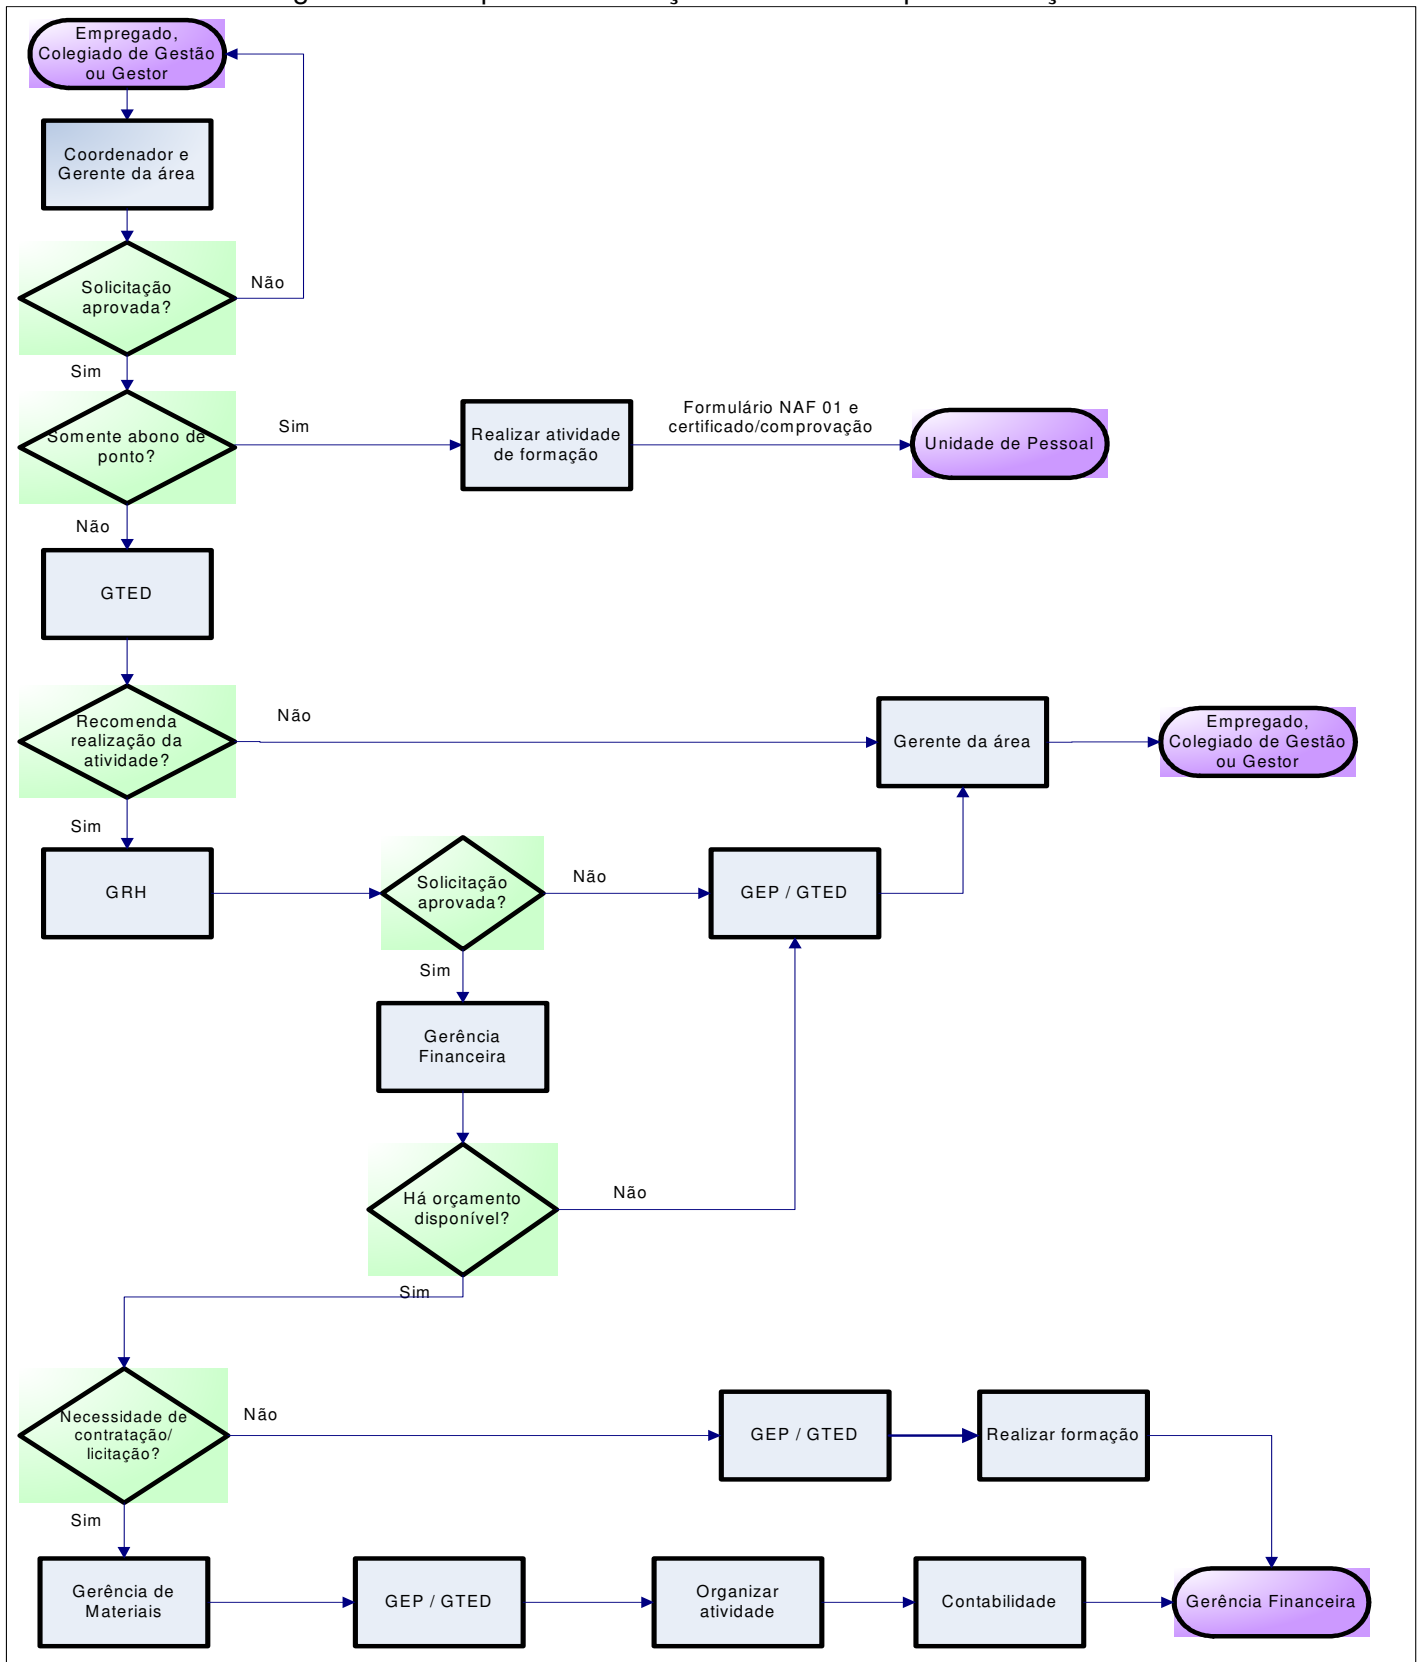 Empregado,
Colegiado de Gestão
ou Gestor
Coordenador e
Gerente da área
Solicitação
aprovada?
Não
Sim
Somente abono de
ponto?
Sim
Realizar atividade
de formação
Formulário NAF 01 e
certificado/comprovação
Unidade de Pessoal
Não
GTED
Recomenda
realização da
atividade?
Não
Gerente da área
Empregado,
Colegiado de Gestão
ou Gestor
Sim
GRH
Solicitação
aprovada?
Não
GEP / GTED
Sim
Gerência
Financeira
Há orçamento
disponível?
Não
Sim
Necessidade de
contratação/
licitação?
Não
GEP / GTED
Realizar formação
Sim
Gerência de
Materiais
GEP / GTED
Organizar
atividade
Contabilidade
Gerência Financeira